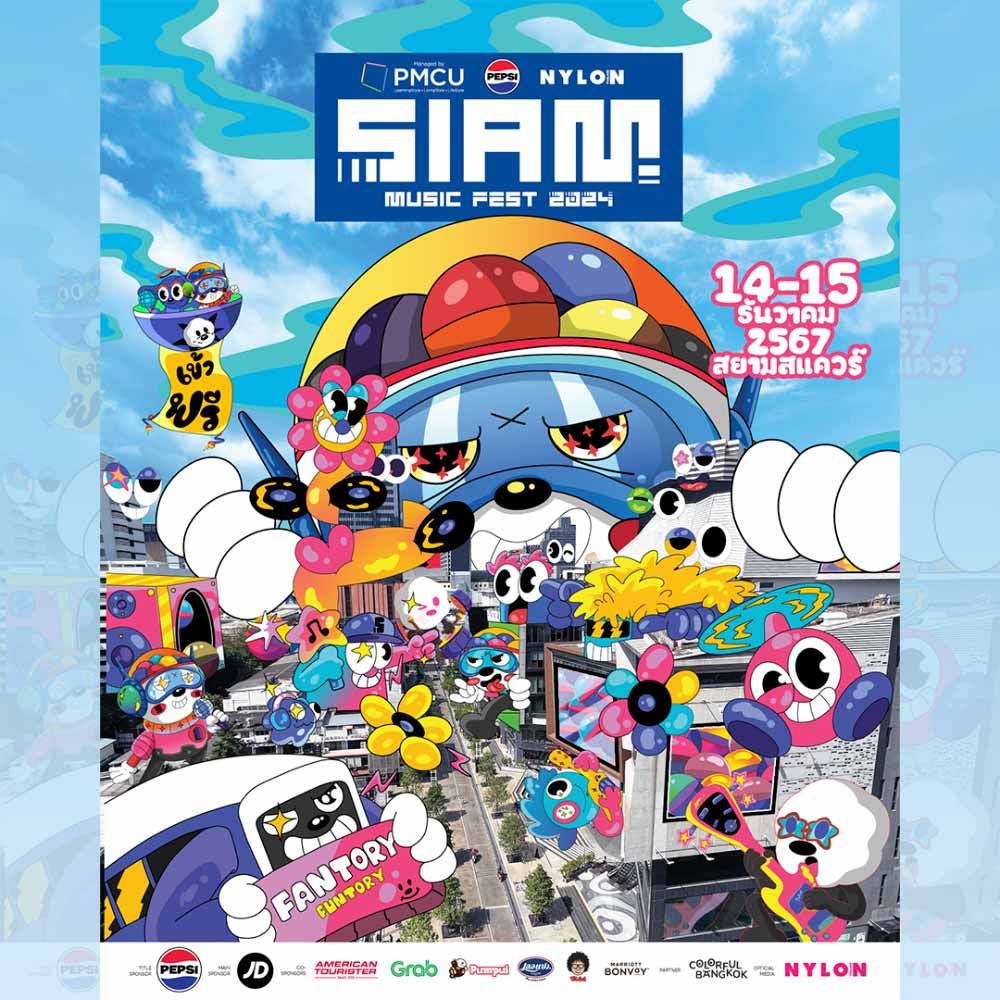 Managed by
PMCU
PEPSI
NYLON
SIAM
MUSIC FEST 2024
14-15
ธันวาคม
2567
สยามสแควร์
เข้า
ฟรี
FANTORY
FUNTORY
TITLE SPONSOR
PEPSI
MAIN SPONSOR
JD
CO-SPONSORS
AMERICAN TOURISTER
Grab
Pumpui
MARRIOTT BONVOY
PARTNER
COLORFUL BANGKOK
OFFICIAL MEDIA
NYLON